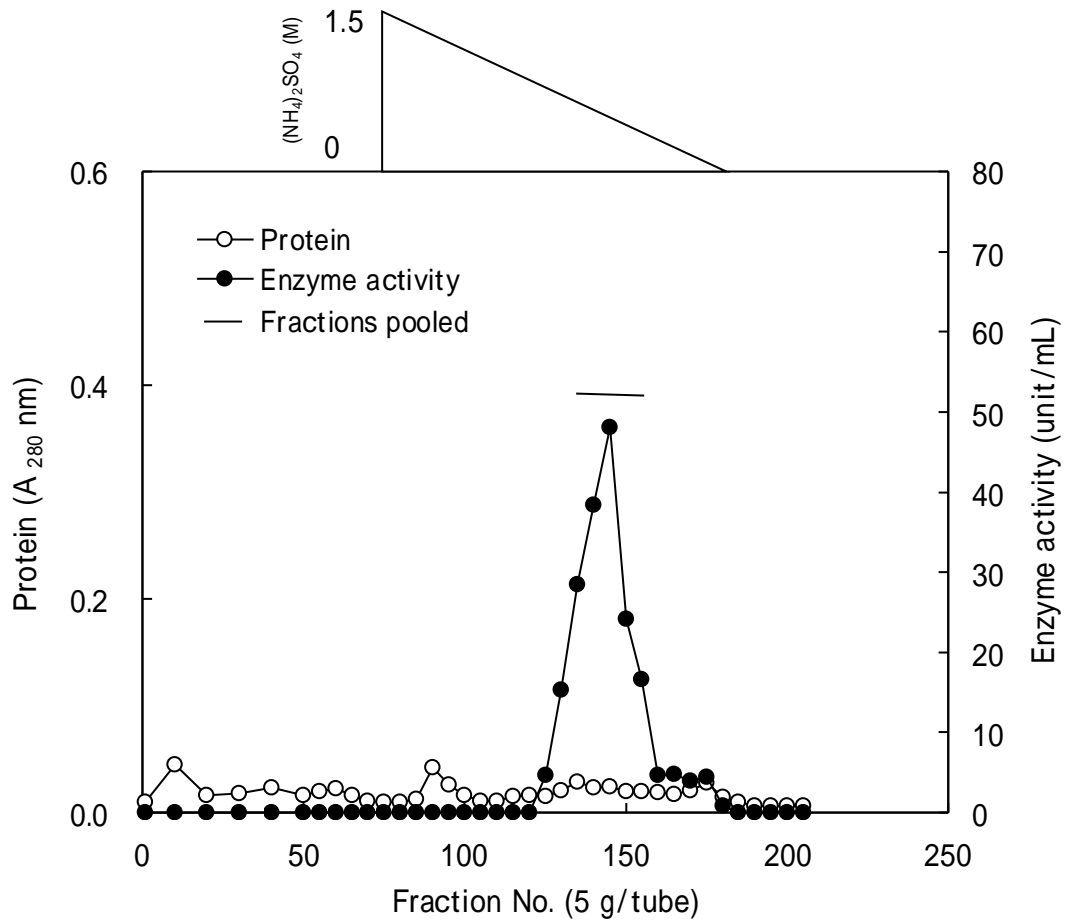 (NH4)2SO4 (M)
1.5
0
0.6
0.4
0.2
0.0
Protein (A 280 nm)
Protein
Enzyme activity
Fractions pooled
80
70
60
50
40
30
20
10
0
Enzyme activity (unit/mL)
0 50 100 150 200 250
Fraction No. (5 g/tube)